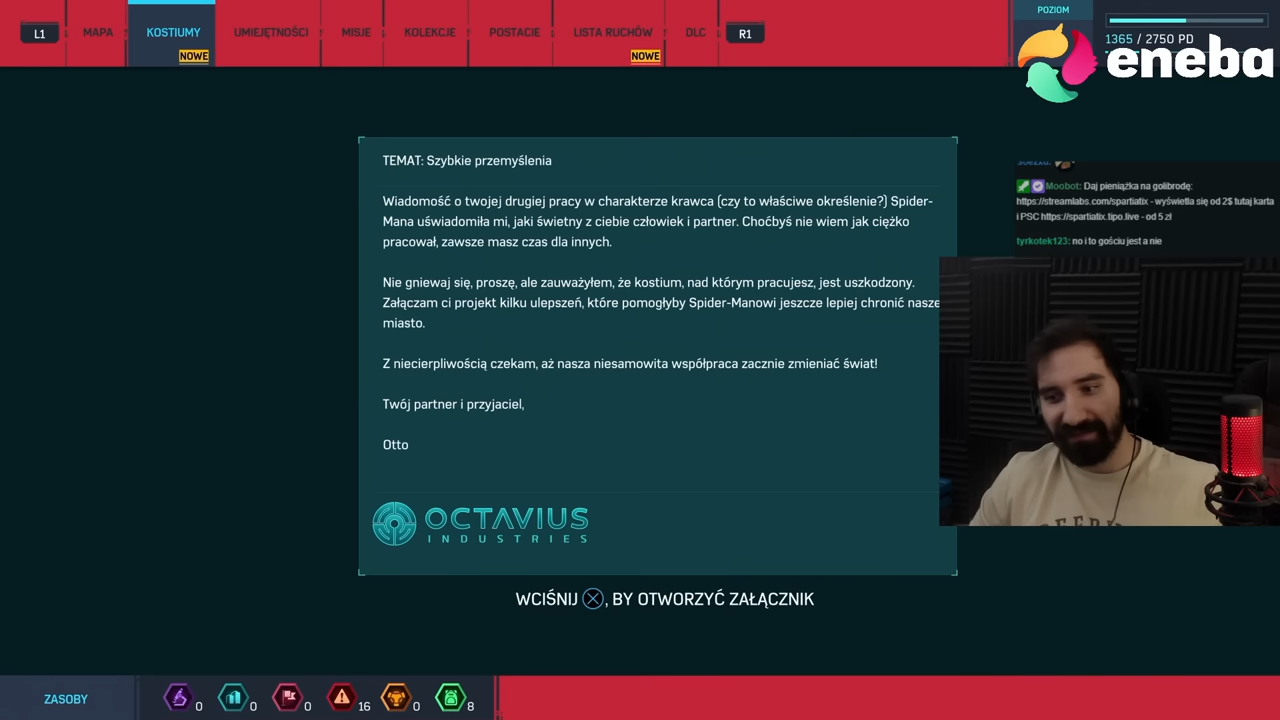 L1
MAPA
KOSTIUMY
NOWE
UMIEJĘTNOŚCI
MISJE
KOLEKCJE
POSTACIE
LISTA RUCHÓW
NOWE
DLC
R1
POZIOM
1365 / 2750 PD
eneba
TEMAT: Szybkie przemyślenia
Wiadomość o twojej drugiej pracy w charakterze krawca (czy to właściwe określenie?) Spider-
Mana uświadomiła mi, jaki świetny z ciebie człowiek i partner. Choćbyś nie wiem jak ciężko
pracował, zawsze masz czas dla innych.
Nie gniewaj się, proszę, ale zauważyłem, że kostium, nad którym pracujesz, jest uszkodzony.
Załączam ci projekt kilku ulepszeń, które pomogłyby Spider-Manowi jeszcze lepiej chronić nasze
miasto.
Z niecierpliwością czekam, aż nasza niesamowita współpraca zacznie zmieniać świat!
Twój partner i przyjaciel,
Otto
OCTAVIUS
INDUSTRIES
WCIŚNIJ , BY OTWORZYĆ ZAŁĄCZNIK
Moobot: Daj pieniążka na golibrodę:
https://streamlabs.com/spartiatix - wyświetla się od 2$ tutaj karta
i PSC https://spartiatix.tipo.live - od 5 zł
tyrkotek123: no i to gościu jest a nie
ZASOBY
0
0
0
16
0
8